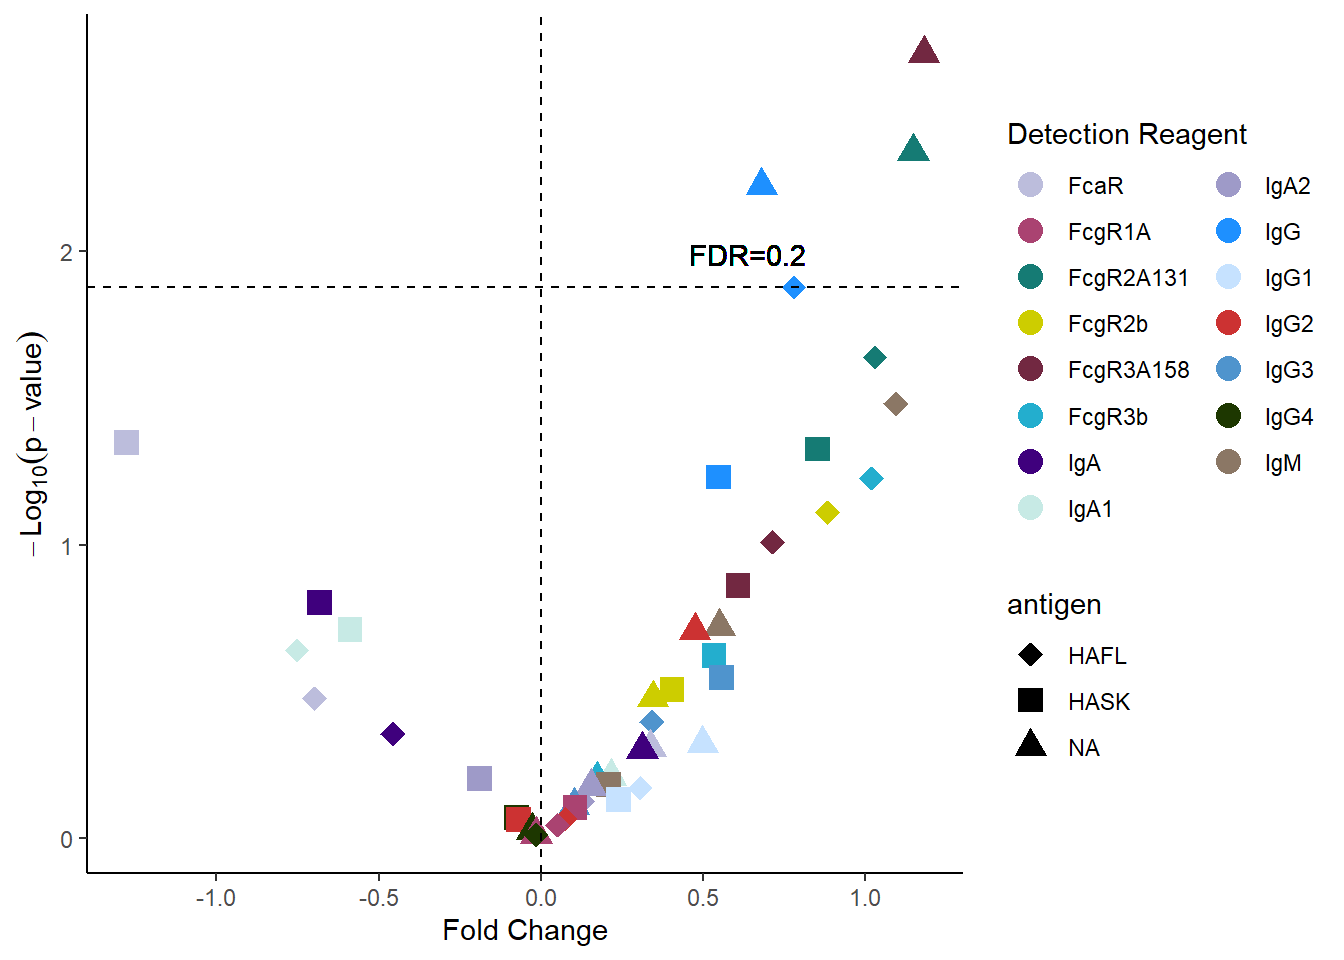 FDR=0.2
2
1
0
−Log10(p−value)
-1.0 -0.5 0.0 0.5 1.0
Fold Change
Detection Reagent
FcaR IgA2
FcgR1A IgG
FcgR2A131 IgG1
FcgR2b IgG2
FcgR3A158 IgG3
FcgR3b IgG4
IgA IgM
IgA1
antigen
HAFL
HASK
NA